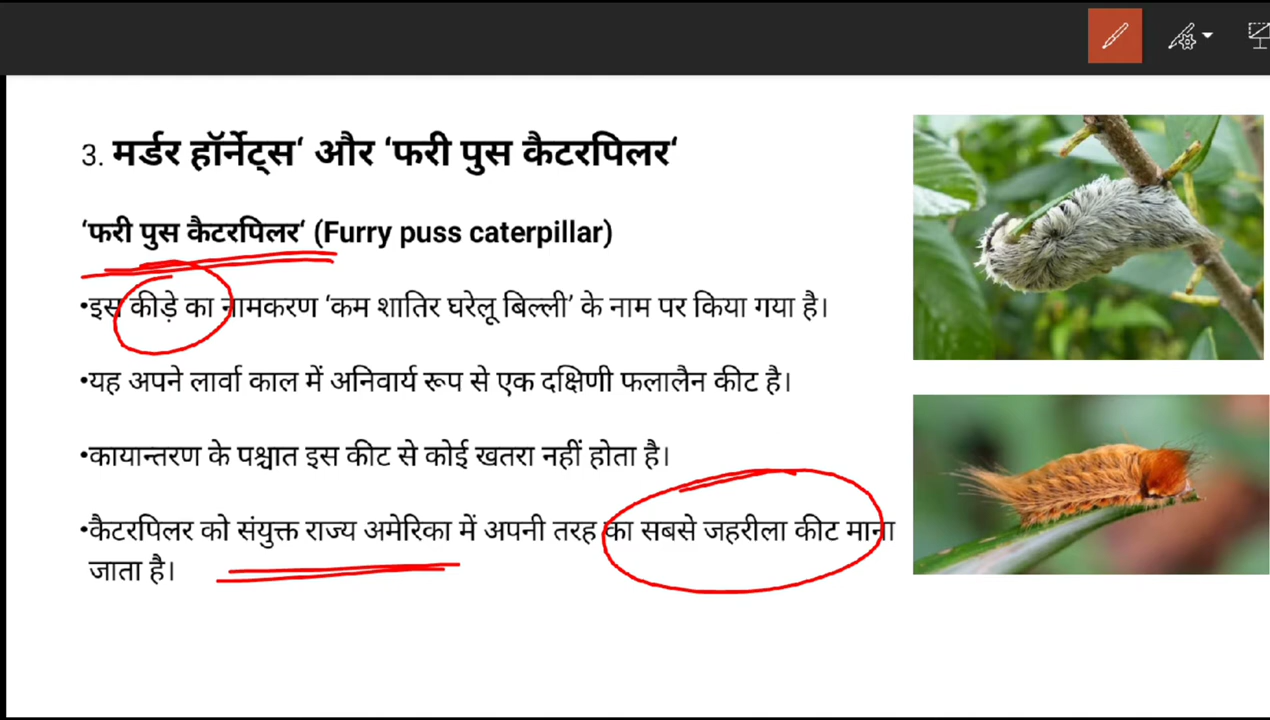 3. मर्डर हॉर्नेट्स‘ और ‘फरी पुस कैटरपिलर‘
‘फरी पुस कैटरपिलर‘ (Furry puss caterpillar)
•इस कीड़े का नामकरण ‘कम शातिर घरेलू बिल्ली’ के नाम पर किया गया है।
•यह अपने लार्वा काल में अनिवार्य रूप से एक दक्षिणी फलालैन कीट है।
•कायान्तरण के पश्चात इस कीट से कोई खतरा नहीं होता है।
•कैटरपिलर को संयुक्त राज्य अमेरिका में अपनी तरह का सबसे जहरीला कीट माना
जाता है।